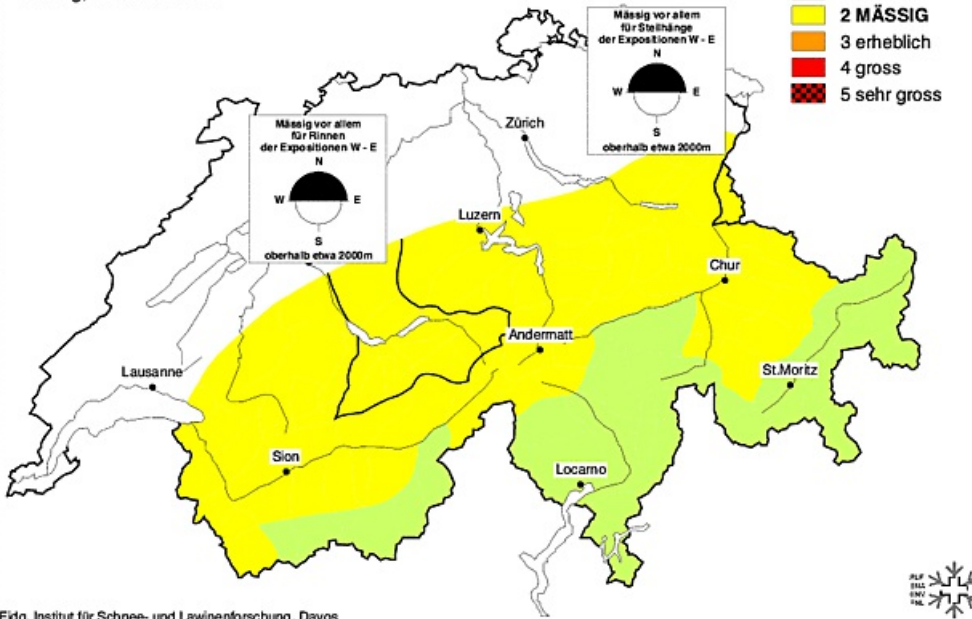 2 MÄSSIG
3 erheblich
4 gross
5 sehr gross
Mässig vor allem
für Steilhänge
der Expositionen W - E
N
W E
S
oberhalb etwa 2000m
Mässig vor allem
für Rinnen
der Expositionen W - E
N
W E
S
oberhalb etwa 2000m
Zürich
Luzern
Chur
Andermatt
Lausanne
St.Moritz
Sion
Locarno
SLF
Eidg. Institut für Schnee- und Lawinenforschung, Davos